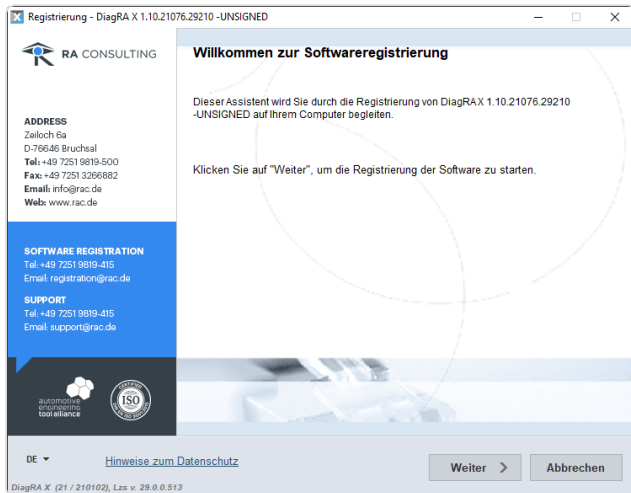 Registrierung - DiagRA X 1.10.21076.29210 -UNSIGNED
RA CONSULTING
ADDRESS
Zeiloch 6a
D-76646 Bruchsal
Tel: +49 7251 9819-500
Fax: +49 7251 3266882
Email: info@rac.de
Web: www.rac.de
SOFTWARE REGISTRATION
Tel: +49 7251 9819-415
Email: registration@rac.de
SUPPORT
Tel: +49 7251 9819-415
Email: support@rac.de
automotive
engineering
tool alliance
CERTIFIED
ISO
Willkommen zur Softwareregistrierung
Dieser Assistent wird Sie durch die Registrierung von DiagRA X 1.10.21076.29210
-UNSIGNED auf Ihrem Computer begleiten.
Klicken Sie auf "Weiter", um die Registrierung der Software zu starten.
DE
Hinweise zum Datenschutz
Weiter
Abbrechen
DiagRA X (21 / 210102), Lzs v. 29.0.0.513